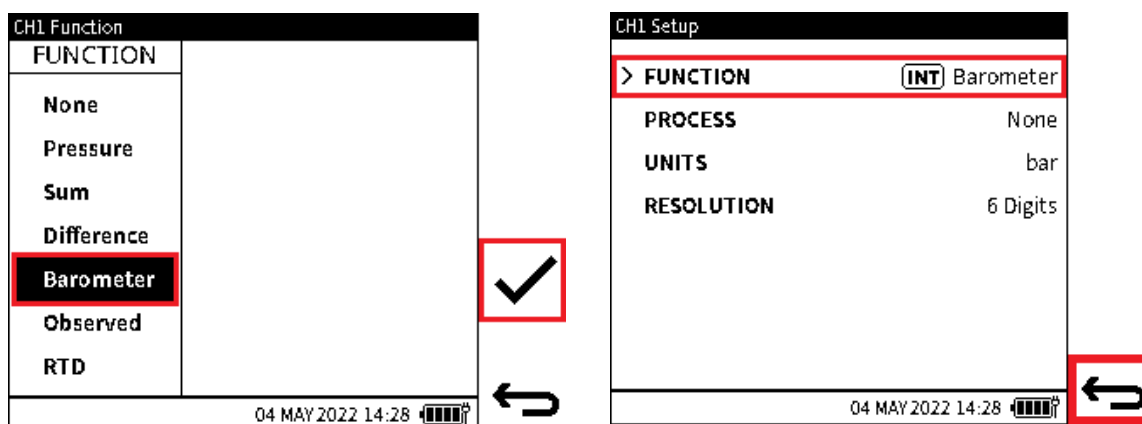 CH1 Function
FUNCTION
None
Pressure
Sum
Difference
Barometer
Observed
RTD
04 MAY 2022 14:28
CH1 Setup
> FUNCTION INT Barometer
PROCESS None
UNITS bar
RESOLUTION 6 Digits
04 MAY 2022 14:28